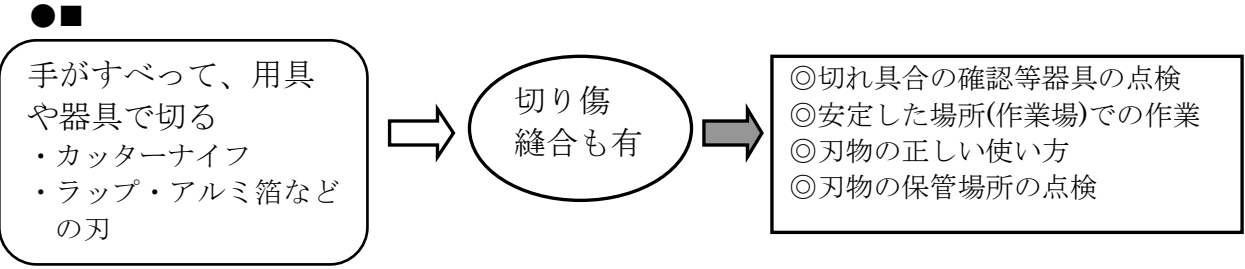 ●■
手がすべって、用具
や器具で切る
・カッターナイフ
・ラップ・アルミ箔など
の刃
切り傷
縫合も有
◎切れ具合の確認等器具の点検
◎安定した場所(作業場)での作業
◎刃物の正しい使い方
◎刃物の保管場所の点検